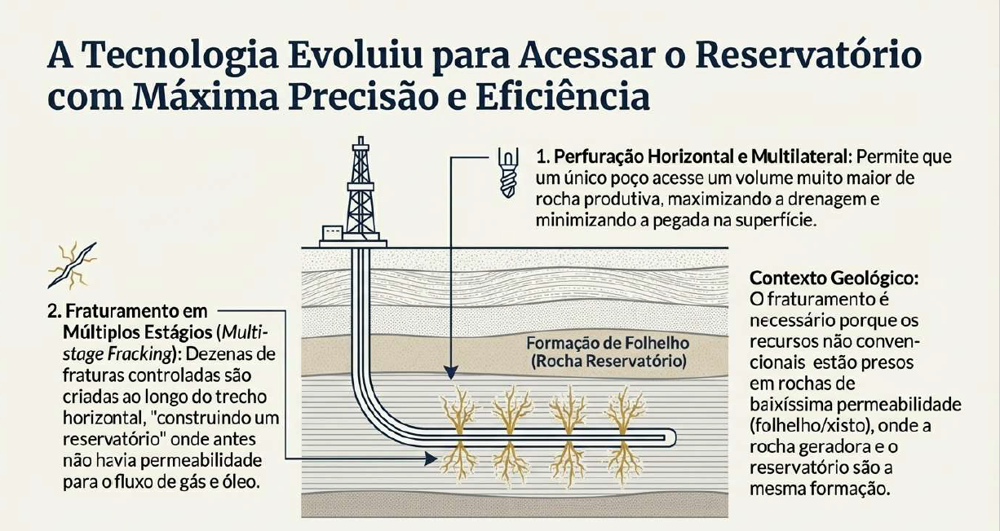 A Tecnologia Evoluiu para Acessar o Reservatório
com Máxima Precisão e Eficiência
1. Perfuração Horizontal e Multilateral: Permite que
um único poço acesse um volume muito maior de
rocha produtiva, maximizando a drenagem e
minimizando a pegada na superfície.
2. Fraturamento em
Múltiplos Estágios (Multi-
stage Fracking): Dezenas de
fraturas controladas são
criadas ao longo do trecho
horizontal, "construindo um
reservatório" onde antes
não havia permeabilidade
para o fluxo de gás e óleo.
Formação de Folhelho
(Rocha Reservatório)
Contexto Geológico:
O fraturamento é
necessário porque os
recursos não conven-
cionais estão presos
em rochas de
baixíssima permeabilidade
(folhelho/xisto), onde a
rocha geradora e o
reservatório são a
mesma formação.